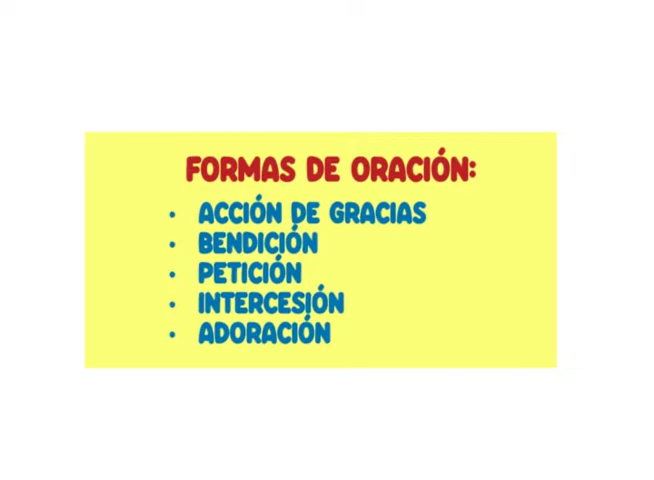 FORMAS DE ORACIÓN:
• ACCIÓN DE GRACIAS
• BENDICIÓN
• PETICIÓN
• INTERCESIÓN
• ADORACIÓN